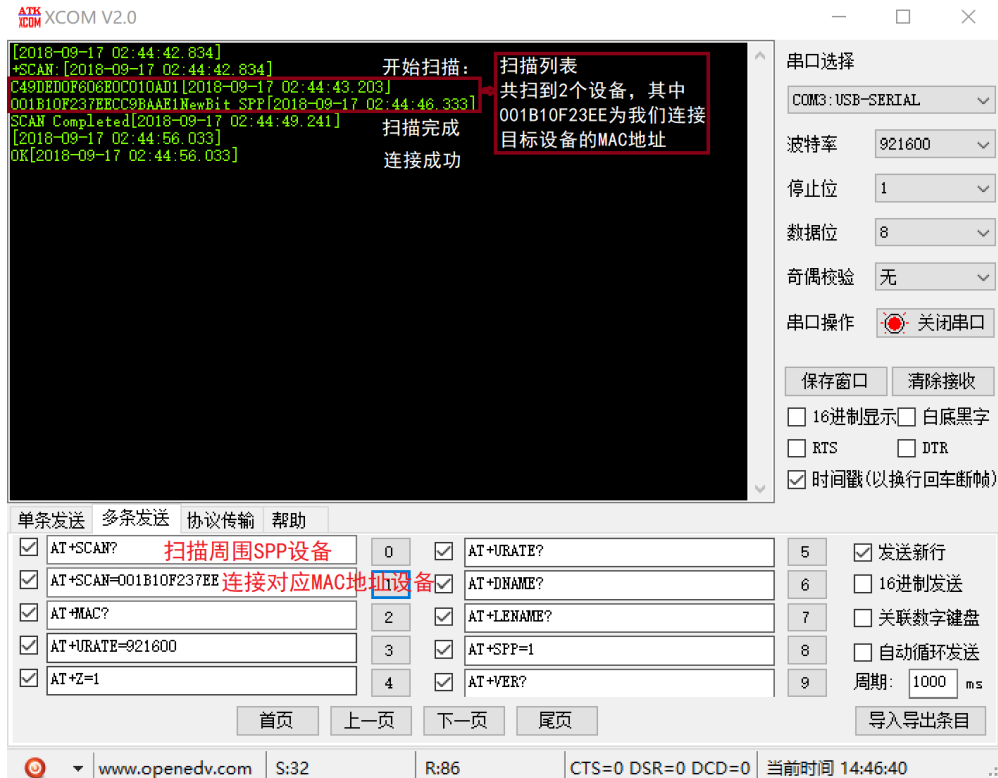 ATK
XCOM XCOM V2.0
[2018-09-17 02:44:42.834]
+SCAN:[2018-09-17 02:44:42.834]
C49DED0F606E0C010AD1[2018-09-17 02:44:43.203]
001B10F237EECC9BAAE1NewBit SPP[2018-09-17 02:44:46.333]
SCAN Completed[2018-09-17 02:44:49.241]
[2018-09-17 02:44:56.033]
OK[2018-09-17 02:44:56.033]
开始扫描:
扫描完成
连接成功
扫描列表
共扫到2个设备，其中
001B10F23EE为我们连接
目标设备的MAC地址
串口选择
COM3:USB-SERIAL
波特率 921600
停止位 1
数据位 8
奇偶校验 无
串口操作 关闭串口
保存窗口 清除接收
16进制显示 白底黑字
RTS DTR
时间戳(以换行回车断帧)
单条发送 多条发送 协议传输 帮助
AT+SCAN? 扫描周围SPP设备 0 AT+URATE? 5 发送新行
AT+SCAN=001B10F237EE 连接对应MAC地址设备 1 AT+DNAME? 6 16进制发送
AT+MAC? 2 AT+LENAME? 7 关联数字键盘
AT+URATE=921600 3 AT+SPP=1 8 自动循环发送
AT+Z=1 4 AT+VER? 9 周期: 1000 ms
首页 上一页 下一页 尾页 导入导出条目
www.openedv.com S:32 R:86 CTS=0 DSR=0 DCD=0 当前时间 14:46:40